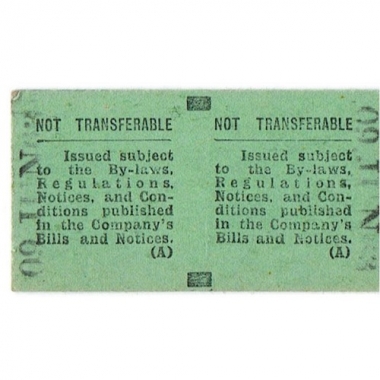 NOT TRANSFERABLE
Issued subject
to the By-laws,
Regulations,
Notices, and Con-
ditions published
in the Company's
Bills and Notices.
(A)
NOT TRANSFERABLE
Issued subject
to the By-laws,
Regulations,
Notices, and Con-
ditions published
in the Company's
Bills and Notices.
(A)